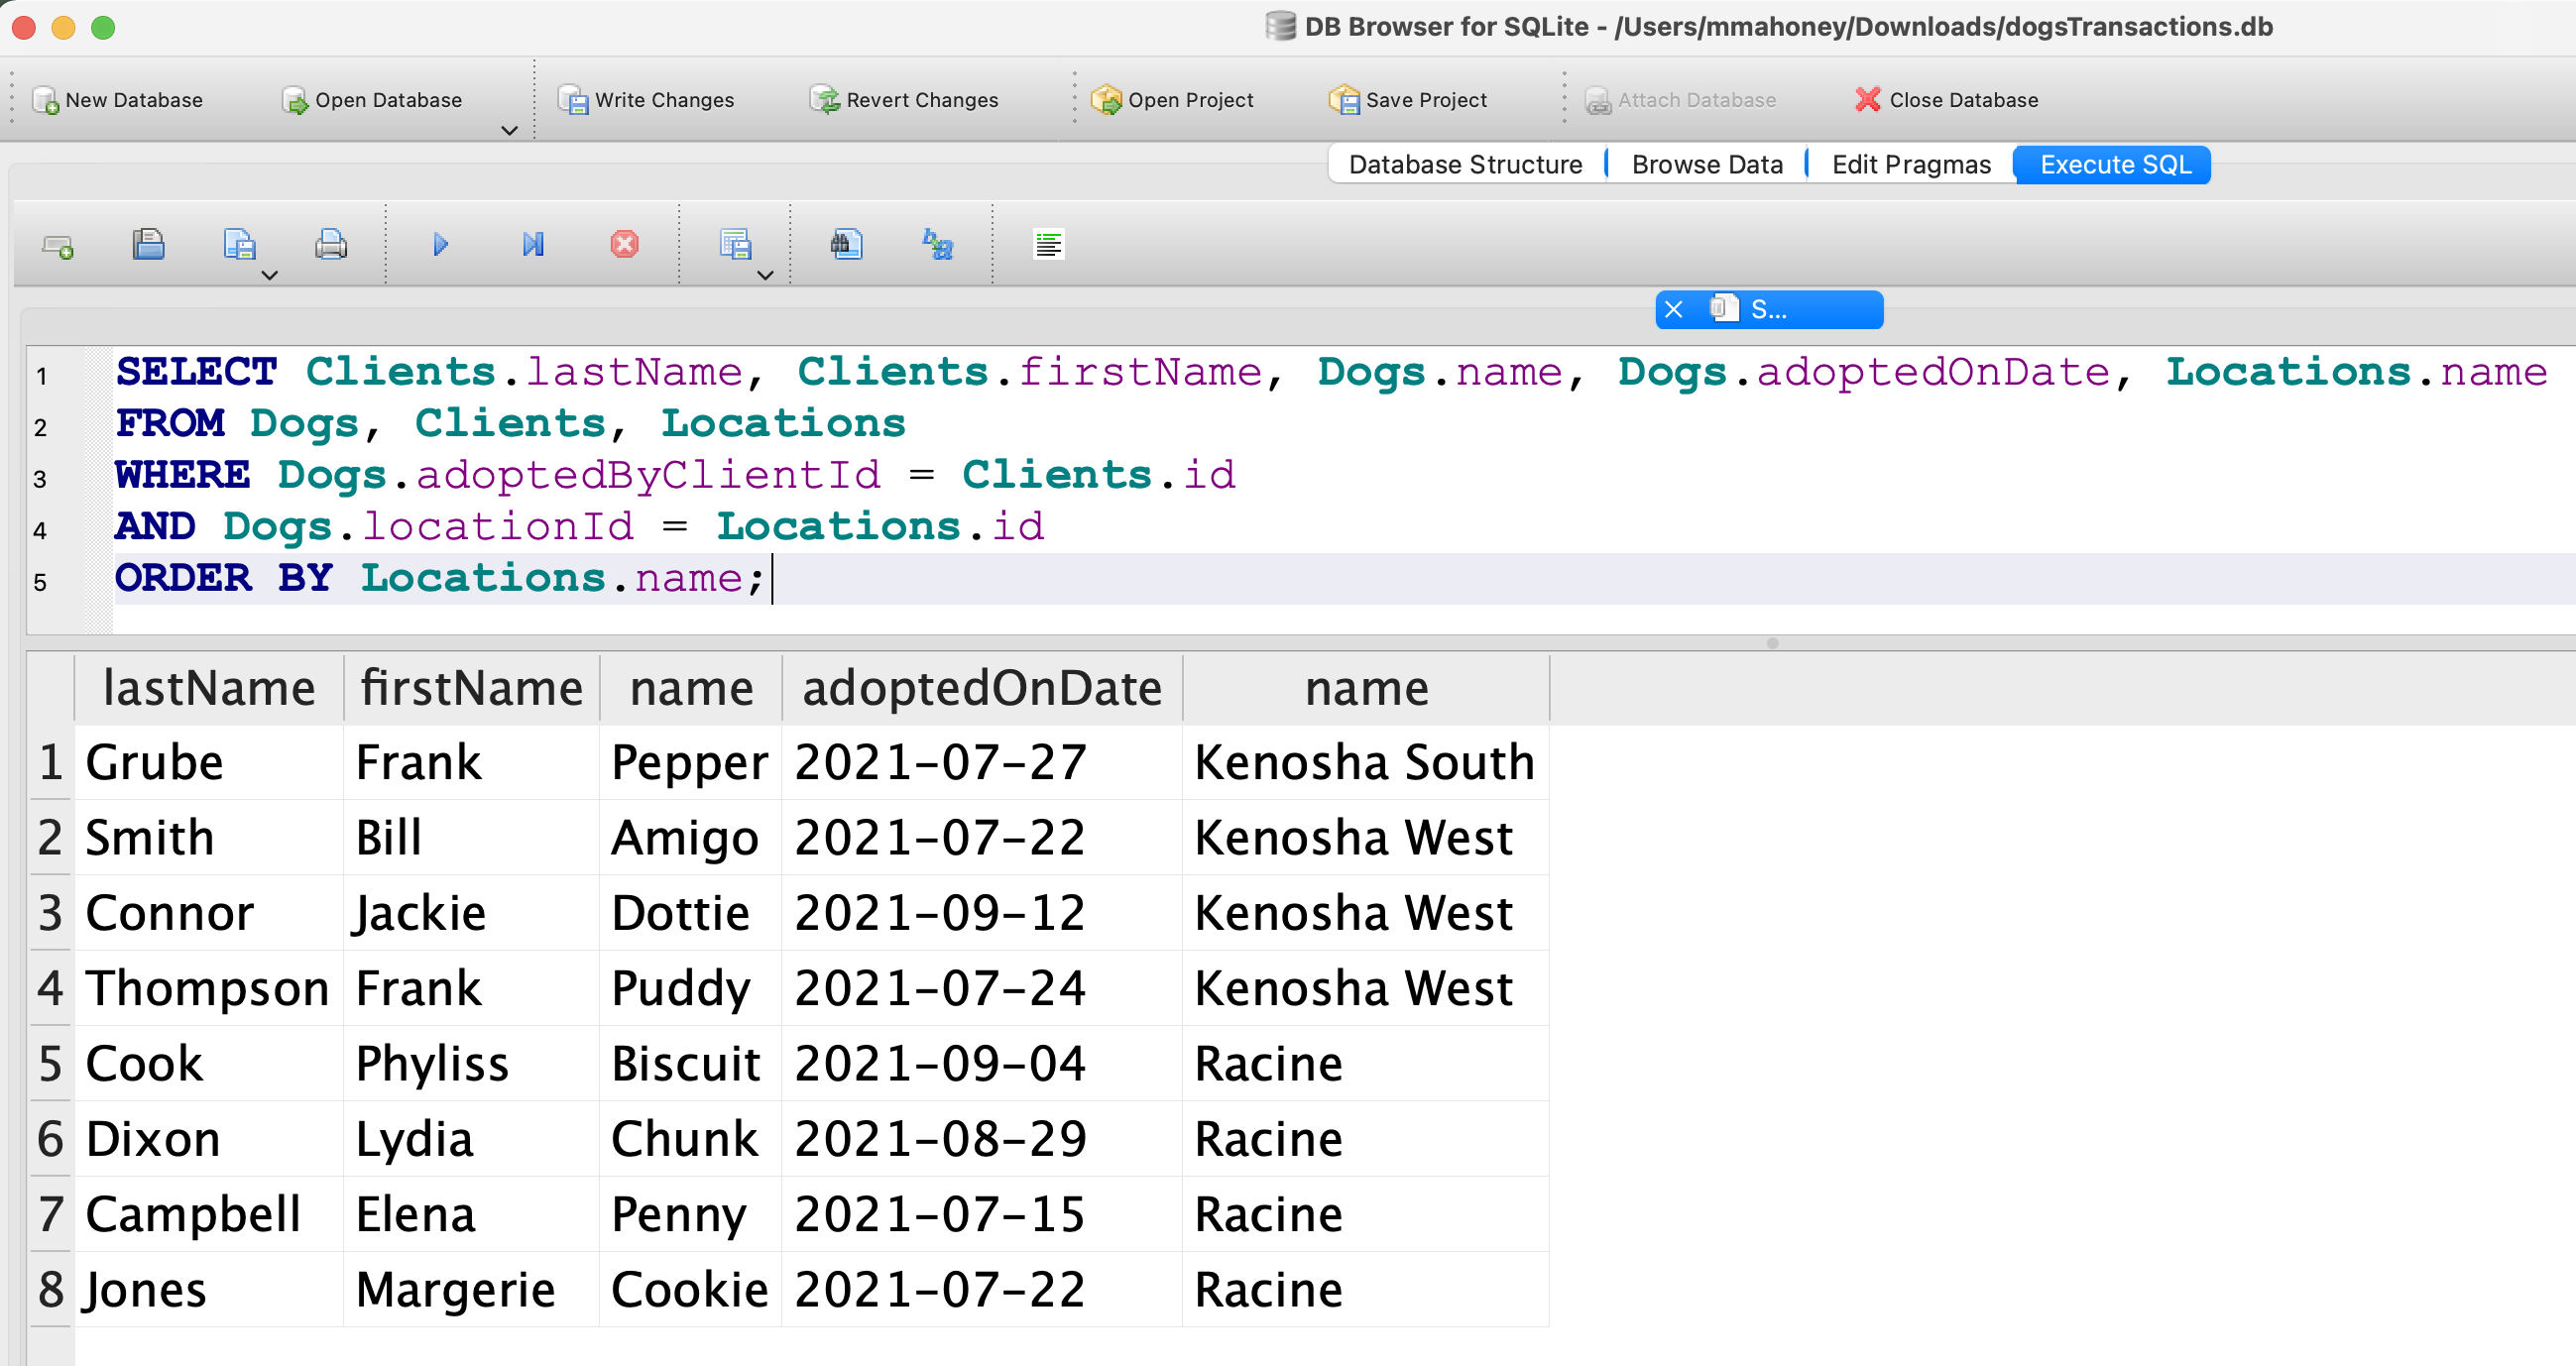 DB Browser for SQLite - /Users/mmahoney/Downloads/dogsTransactions.db
New Database Open Database Write Changes Revert Changes Open Project Save Project Attach Database Close Database
Database Structure Browse Data Edit Pragmas Execute SQL
S...
1 SELECT Clients.lastName, Clients.firstName, Dogs.name, Dogs.adoptedOnDate, Locations.name
2 FROM Dogs, Clients, Locations
3 WHERE Dogs.adoptedByClientId = Clients.id
4 AND Dogs.locationId = Locations.id
5 ORDER BY Locations.name;
lastName firstName name adoptedOnDate name
1 Grube Frank Pepper 2021-07-27 Kenosha South
2 Smith Bill Amigo 2021-07-22 Kenosha West
3 Connor Jackie Dottie 2021-09-12 Kenosha West
4 Thompson Frank Puddy 2021-07-24 Kenosha West
5 Cook Phyliss Biscuit 2021-09-04 Racine
6 Dixon Lydia Chunk 2021-08-29 Racine
7 Campbell Elena Penny 2021-07-15 Racine
8 Jones Margerie Cookie 2021-07-22 Racine